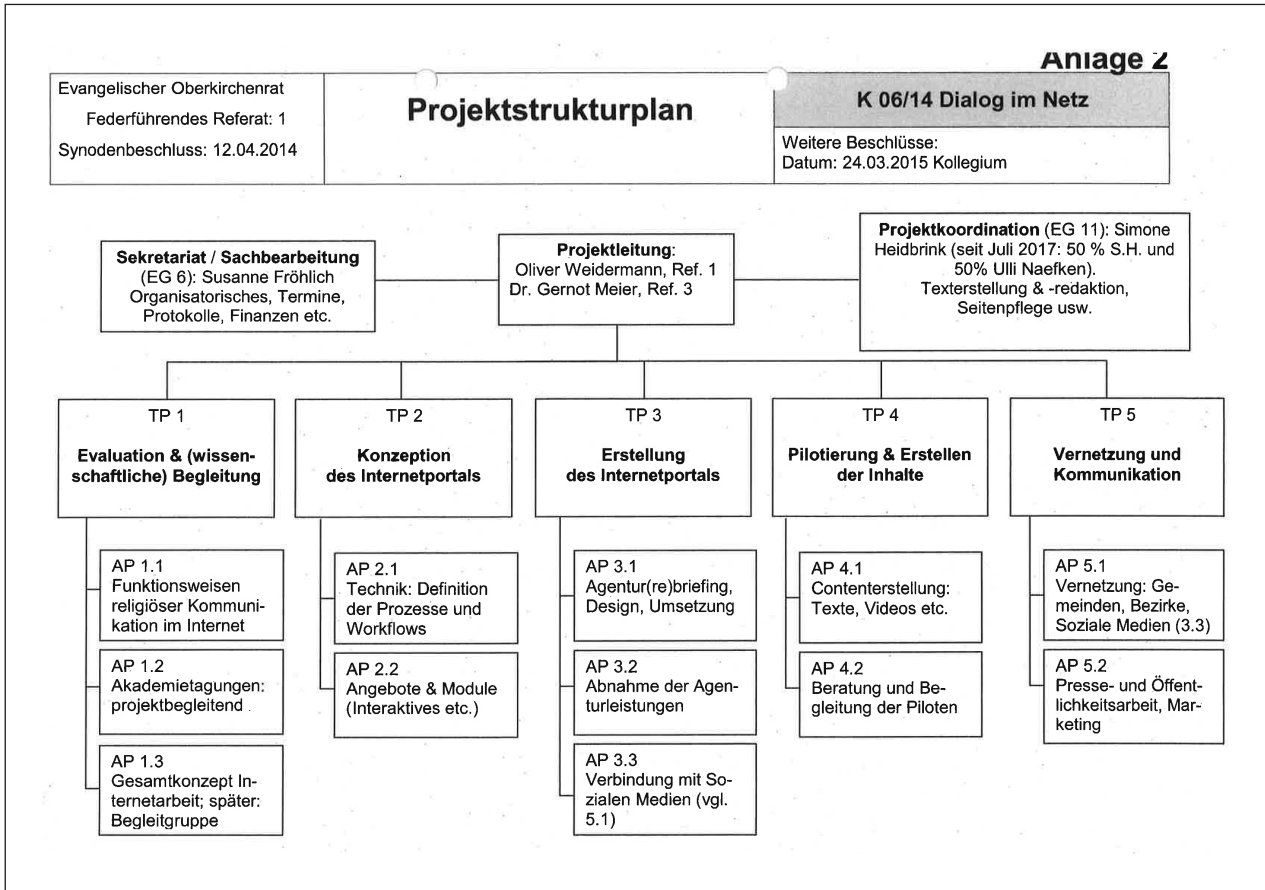 Anlage 2
Evangelischer Oberkirchenrat
Federführendes Referat: 1
Synodenbeschluss: 12.04.2014
Projektstrukturplan
K 06/14 Dialog im Netz
Weitere Beschlüsse:
Datum: 24.03.2015 Kollegium
Sekretariat / Sachbearbeitung
(EG 6): Susanne Fröhlich
Organisatorisches, Termine,
Protokolle, Finanzen etc.
Projektleitung:
Oliver Weidermann, Ref. 1
Dr. Gernot Meier, Ref. 3
Projektkoordination (EG 11): Simone
Heidbrink (seit Juli 2017: 50 % S.H. und
50% Ulli Naefken).
Texterstellung & -redaktion,
Seitenpflege usw.
TP 1
Evaluation & (wissen-
schaftliche) Begleitung
TP 2
Konzeption
des Internetportals
TP 3
Erstellung
des Internetportals
TP 4
Pilotierung & Erstellen
der Inhalte
TP 5
Vernetzung und
Kommunikation
AP 1.1
Funktionsweisen
religiöser Kommuni-
kation im Internet
AP 1.2
Akademietagungen:
projektbegleitend
AP 1.3
Gesamtkonzept In-
ternetarbeit; später:
Begleitgruppe
AP 2.1
Technik: Definition
der Prozesse und
Workflows
AP 2.2
Angebote & Module
(Interaktives etc.)
AP 3.1
Agentur(re)briefing,
Design, Umsetzung
AP 3.2
Abnahme der Agen-
turleistungen
AP 3.3
Verbindung mit So-
zialen Medien (vgl.
5.1)
AP 4.1
Contenterstellung:
Texte, Videos etc.
AP 4.2
Beratung und Be-
gleitung der Piloten
AP 5.1
Vernetzung: Ge-
meinden, Bezirke,
Soziale Medien (3.3)
AP 5.2
Presse- und Öffent-
lichkeitsarbeit, Mar-
keting